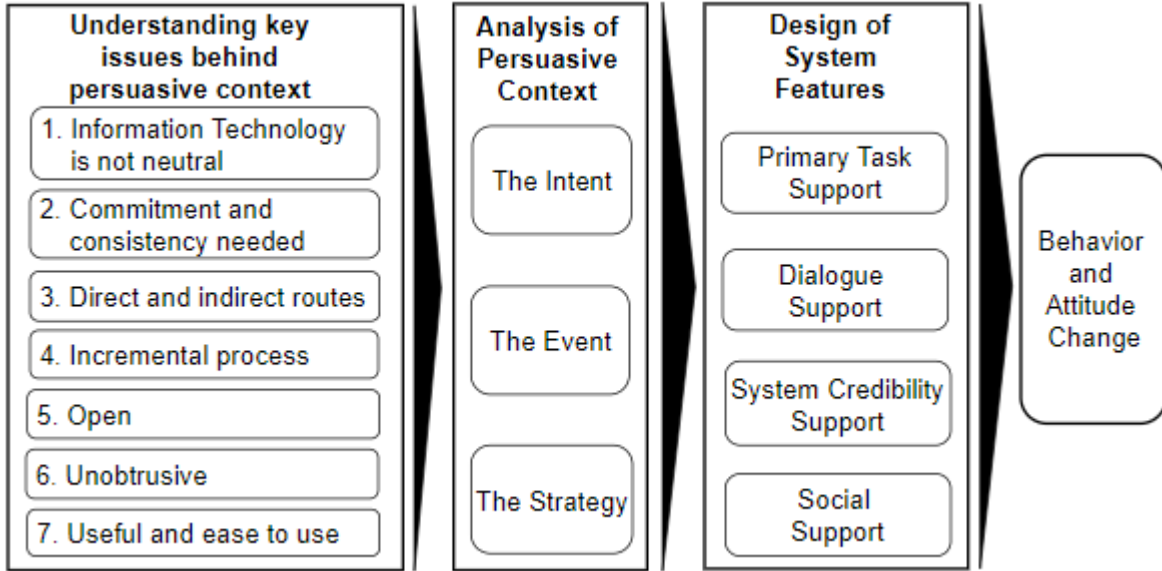 Understanding key
issues behind
persuasive context
1. Information Technology
is not neutral
2. Commitment and
consistency needed
3. Direct and indirect routes
4. Incremental process
5. Open
6. Unobtrusive
7. Useful and ease to use
Analysis of
Persuasive
Context
The Intent
The Event
The Strategy
Design of
System
Features
Primary Task
Support
Dialogue
Support
System Credibility
Support
Social
Support
Behavior
and
Attitude
Change